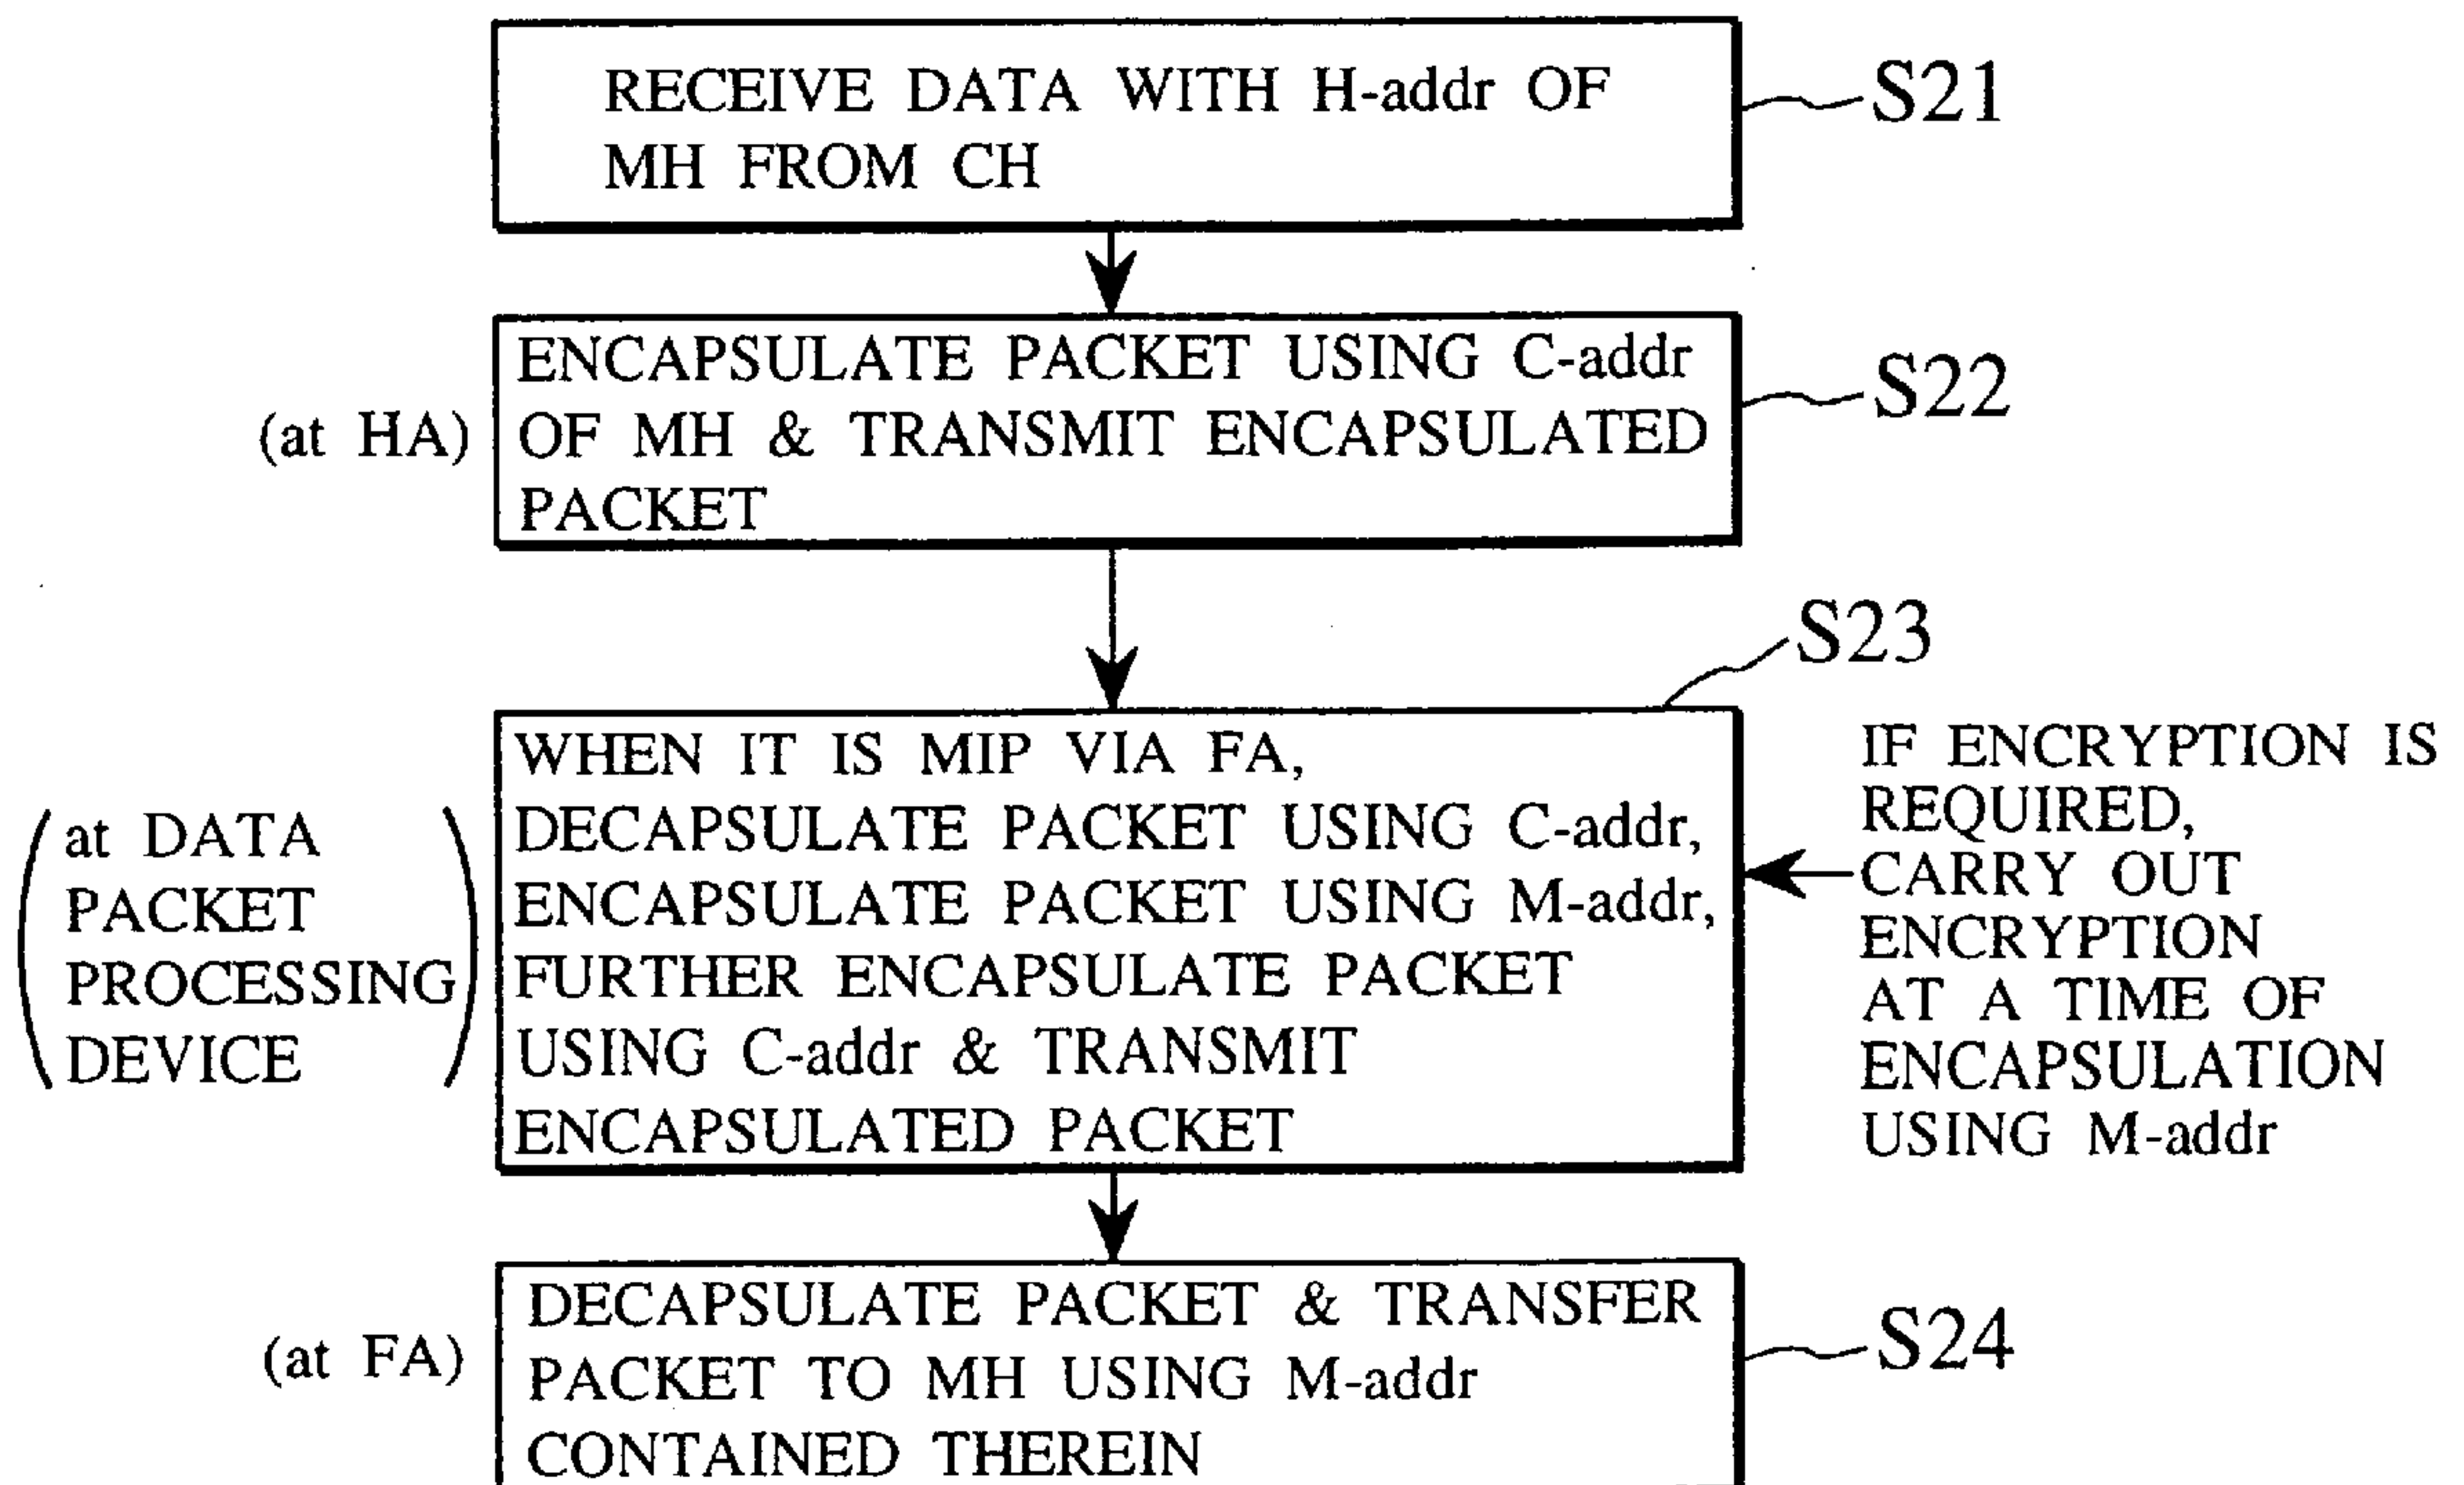 RECEIVE DATA WITH H-addr OF
MH FROM CH
S21
(at HA)
ENCAPSULATE PACKET USING C-addr
OF MH & TRANSMIT ENCAPSULATED
PACKET
S22
S23
(at DATA
PACKET
PROCESSING
DEVICE)
WHEN IT IS MIP VIA FA,
DECAPSULATE PACKET USING C-addr,
ENCAPSULATE PACKET USING M-addr,
FURTHER ENCAPSULATE PACKET
USING C-addr & TRANSMIT
ENCAPSULATED PACKET
IF ENCRYPTION IS
REQUIRED,
CARRY OUT
ENCRYPTION
AT A TIME OF
ENCAPSULATION
USING M-addr
(at FA)
DECAPSULATE PACKET & TRANSFER
PACKET TO MH USING M-addr
CONTAINED THEREIN
S24